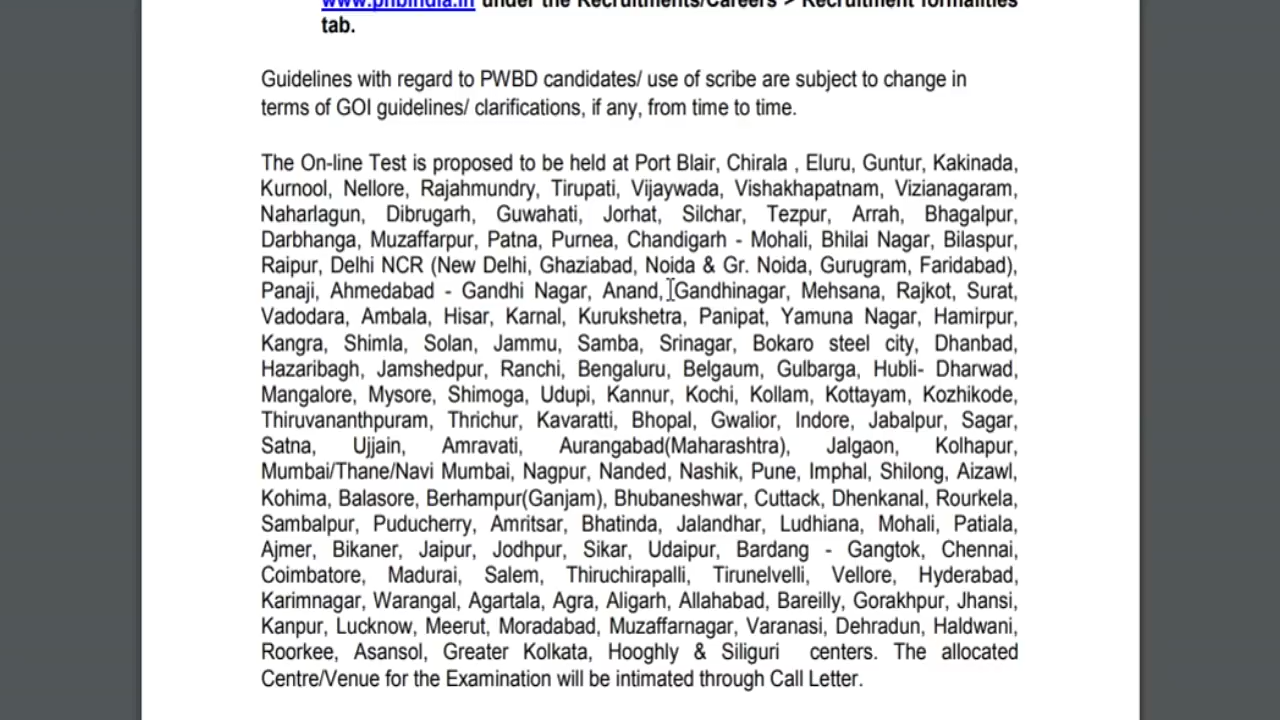 www.pnbindia.in under the Recruitments/Careers > Recruitment formalities
tab.
Guidelines with regard to PWBD candidates/ use of scribe are subject to change in
terms of GOI guidelines/ clarifications, if any, from time to time.
The On-line Test is proposed to be held at Port Blair, Chirala , Eluru, Guntur, Kakinada,
Kurnool, Nellore, Rajahmundry, Tirupati, Vijaywada, Vishakhapatnam, Vizianagaram,
Naharlagun, Dibrugarh, Guwahati, Jorhat, Silchar, Tezpur, Arrah, Bhagalpur,
Darbhanga, Muzaffarpur, Patna, Purnea, Chandigarh - Mohali, Bhilai Nagar, Bilaspur,
Raipur, Delhi NCR (New Delhi, Ghaziabad, Noida & Gr. Noida, Gurugram, Faridabad),
Panaji, Ahmedabad - Gandhi Nagar, Anand, Gandhinagar, Mehsana, Rajkot, Surat,
Vadodara, Ambala, Hisar, Karnal, Kurukshetra, Panipat, Yamuna Nagar, Hamirpur,
Kangra, Shimla, Solan, Jammu, Samba, Srinagar, Bokaro steel city, Dhanbad,
Hazaribagh, Jamshedpur, Ranchi, Bengaluru, Belgaum, Gulbarga, Hubli- Dharwad,
Mangalore, Mysore, Shimoga, Udupi, Kannur, Kochi, Kollam, Kottayam, Kozhikode,
Thiruvananthpuram, Thrichur, Kavaratti, Bhopal, Gwalior, Indore, Jabalpur, Sagar,
Satna, Ujjain, Amravati, Aurangabad(Maharashtra), Jalgaon, Kolhapur,
Mumbai/Thane/Navi Mumbai, Nagpur, Nanded, Nashik, Pune, Imphal, Shilong, Aizawl,
Kohima, Balasore, Berhampur(Ganjam), Bhubaneshwar, Cuttack, Dhenkanal, Rourkela,
Sambalpur, Puducherry, Amritsar, Bhatinda, Jalandhar, Ludhiana, Mohali, Patiala,
Ajmer, Bikaner, Jaipur, Jodhpur, Sikar, Udaipur, Bardang - Gangtok, Chennai,
Coimbatore, Madurai, Salem, Thiruchirapalli, Tirunelvelli, Vellore, Hyderabad,
Karimnagar, Warangal, Agartala, Agra, Aligarh, Allahabad, Bareilly, Gorakhpur, Jhansi,
Kanpur, Lucknow, Meerut, Moradabad, Muzaffarnagar, Varanasi, Dehradun, Haldwani,
Roorkee, Asansol, Greater Kolkata, Hooghly & Siliguri centers. The allocated
Centre/Venue for the Examination will be intimated through Call Letter.